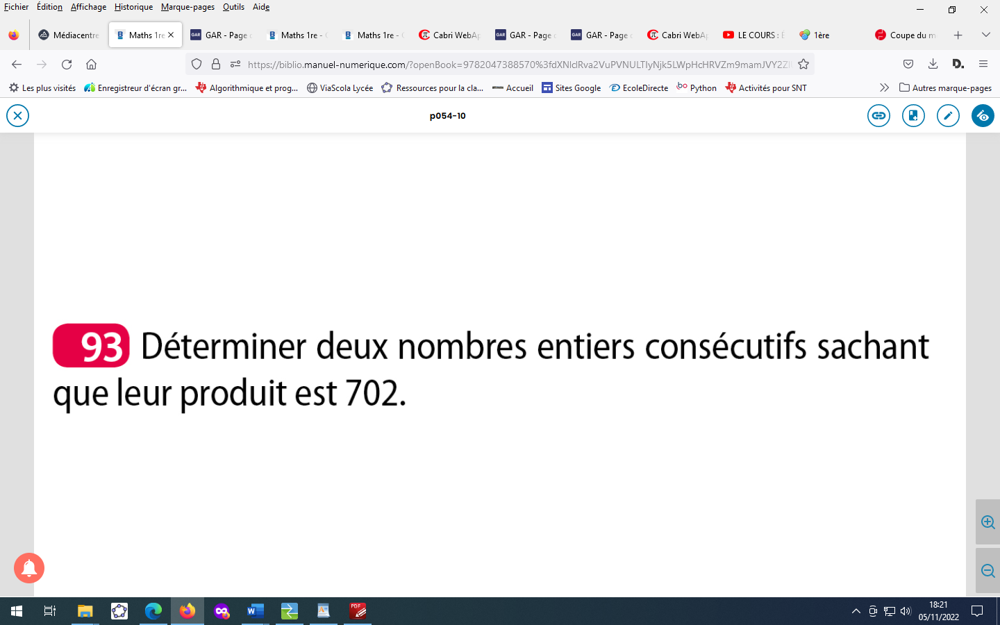 Fichier Édition Affichage Historique Marque-pages Outils Aide
Médiacentre Maths 1re GAR - Page Maths 1re - Maths 1re - Cabri WebAp GAR - Page GAR - Page Cabri WebAp LE COURS : 1ère Coupe du m
https://biblio.manuel-numerique.com/?openBook=9782047388570%3fdXNlclRva2VuPVNULTIyNjk5LWpHcHRVZm9mamJVY2Zl
Les plus visités Enregistreur d'écran gr... Algorithmique et prog... ViaScola Lycée Ressources pour la cla... Accueil Sites Google EcoleDirecte Python Activités pour SNT Autres marque-pages
p054-10
93 Déterminer deux nombres entiers consécutifs sachant
que leur produit est 702.
18:21
05/11/2022